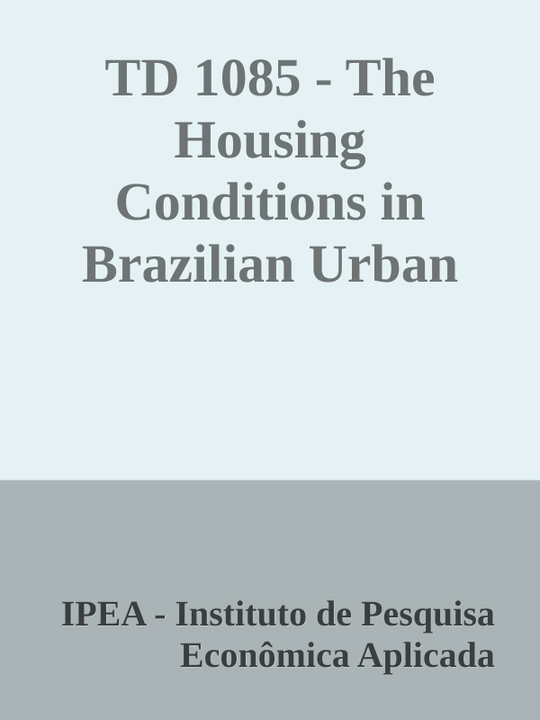 TD 1085 - The
Housing
Conditions in
Brazilian Urban
IPEA - Instituto de Pesquisa
Econômica Aplicada